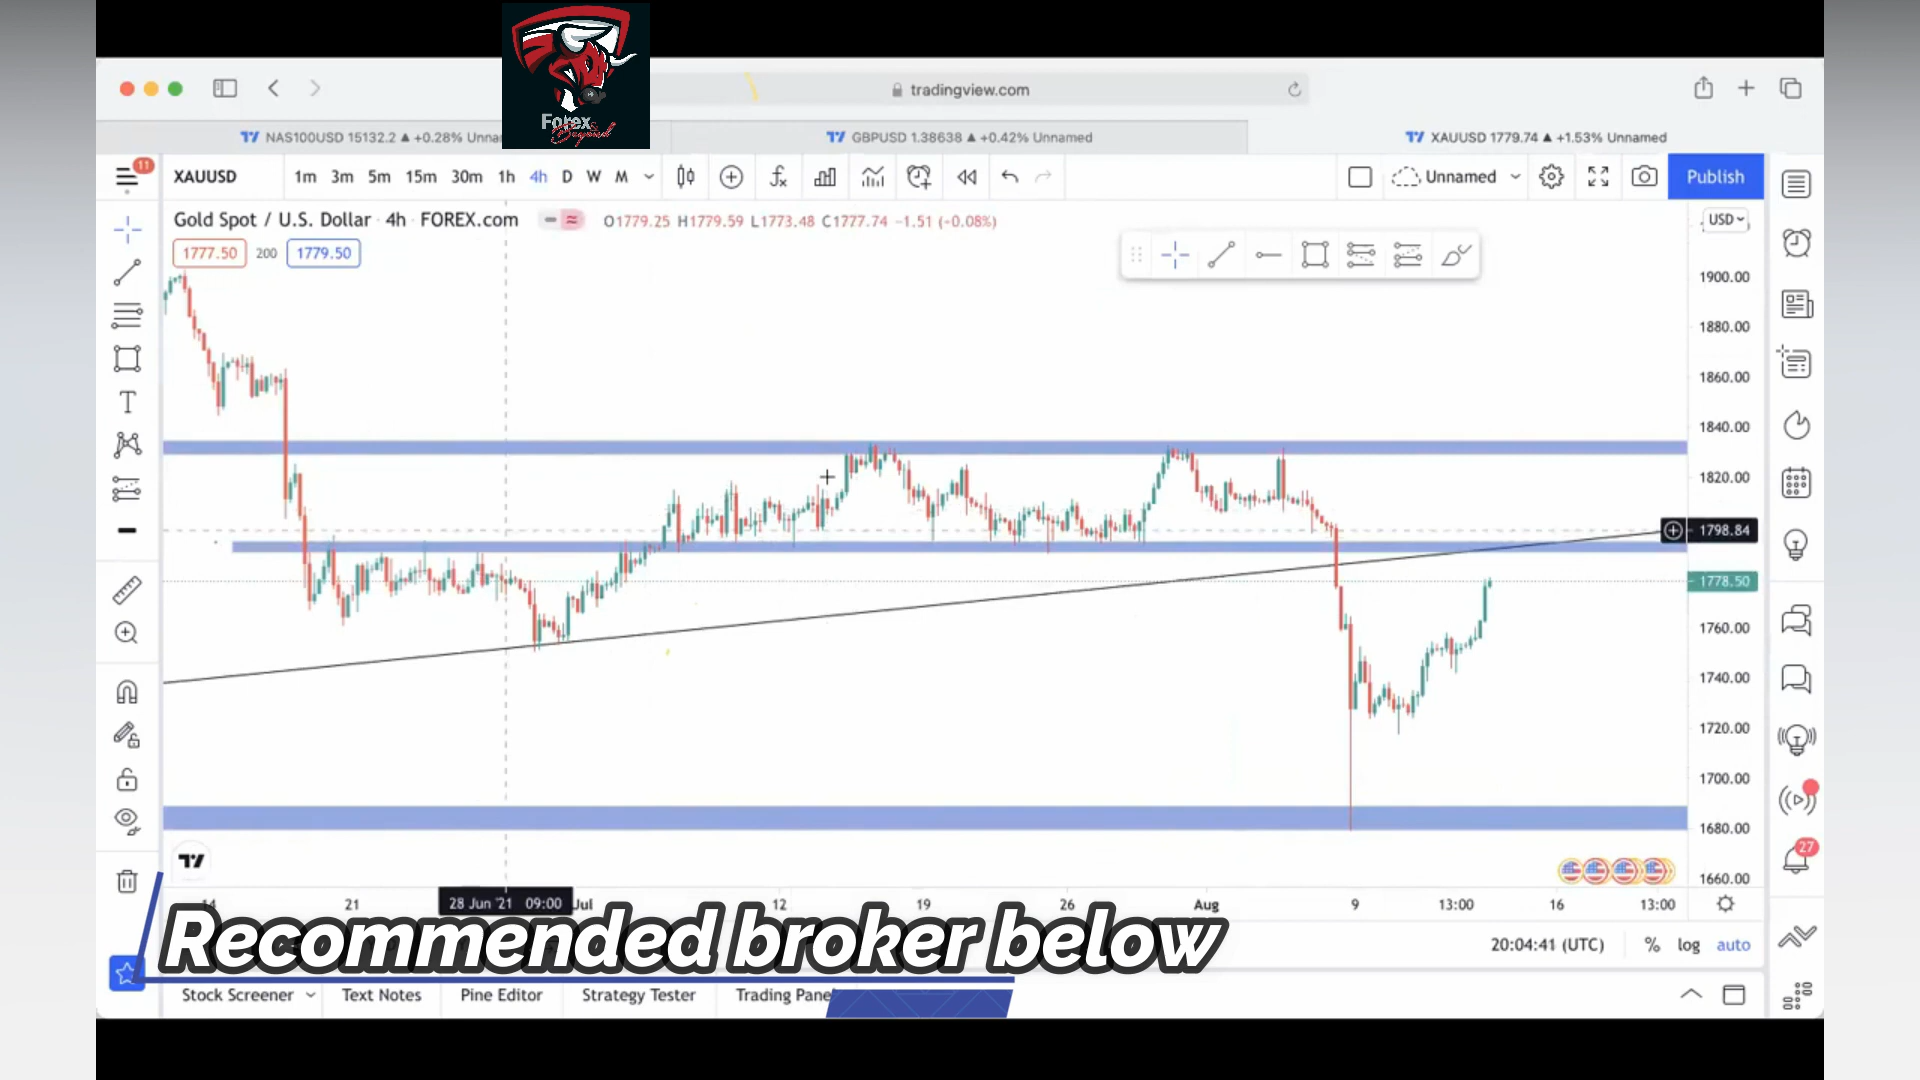 Forex &
Beyond
tradingview.com
NAS100USD 15132.2 ▲ +0.28% Unna
GBPUSD 1.38638 ▲ +0.42% Unnamed
XAUUSD 1779.74 ▲ +1.53% Unnamed
11
XAUUSD 1m 3m 5m 15m 30m 1h 4h D W M
Unnamed
Publish
Gold Spot / U.S. Dollar · 4h · FOREX.com
O1779.25 H1779.59 L1773.48 C1777.74 −1.51 (−0.08%)
USD
1777.50 200 1779.50
1900.00
1880.00
1860.00
1840.00
1820.00
1798.84
1778.50
1760.00
1740.00
1720.00
1700.00
1680.00
27
1660.00
14 21 28 Jun '21 09:00 Jul 12 19 26 Aug 9 13:00 16 13:00
Recommended broker below
20:04:41 (UTC) % log auto
Stock Screener Text Notes Pine Editor Strategy Tester Trading Pane